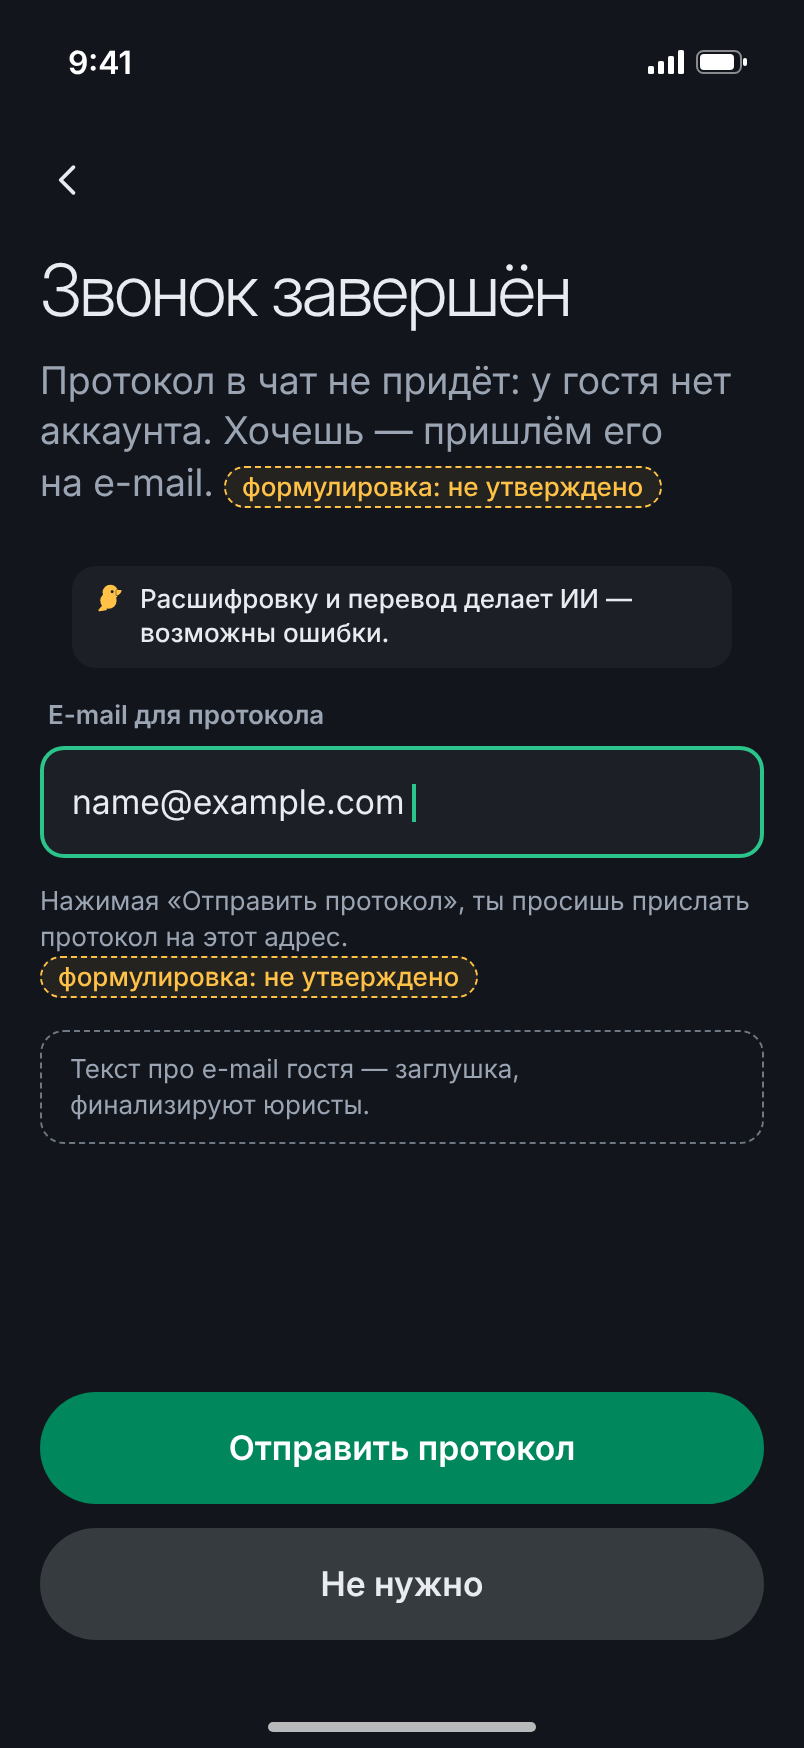 9:41
Звонок завершён
Протокол в чат не придёт: у гостя нет
аккаунта. Хочешь — пришлём его
на e-mail. формулировка: не утверждено
Расшифровку и перевод делает ИИ —
возможны ошибки.
E-mail для протокола
name@example.com
Нажимая «Отправить протокол», ты просишь прислать
протокол на этот адрес.
формулировка: не утверждено
Текст про e-mail гостя — заглушка,
финализируют юристы.
Отправить протокол
Не нужно